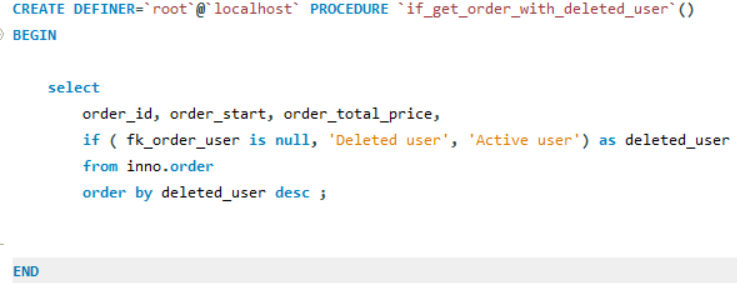 CREATE DEFINER=`root`@`localhost` PROCEDURE `if_get_order_with_deleted_user`()
BEGIN
select
order_id, order_start, order_total_price,
if ( fk_order_user is null, 'Deleted user', 'Active user') as deleted_user
from inno.order
order by deleted_user desc ;
END